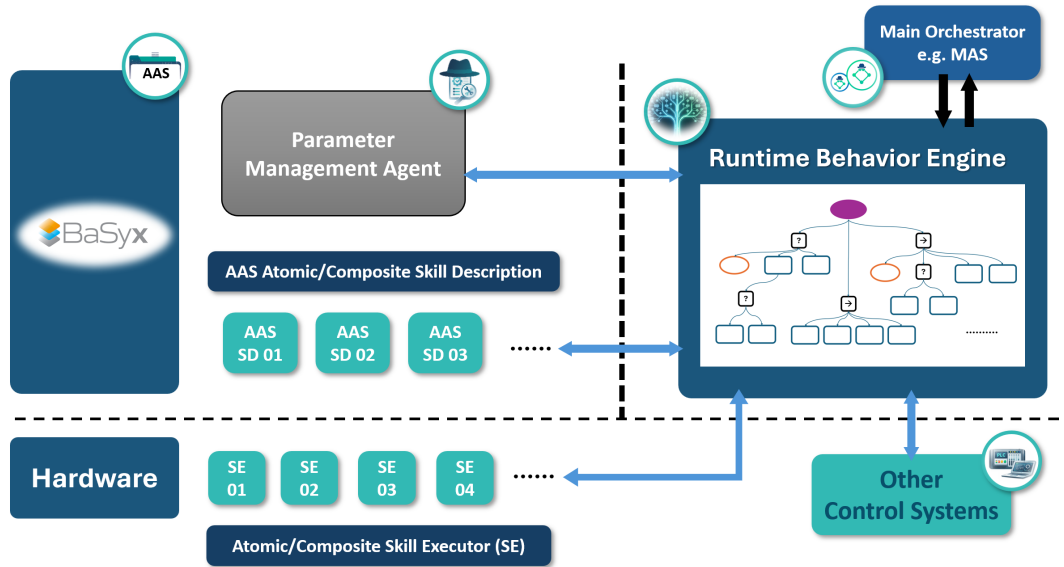 Main Orchestrator
e.g. MAS
AAS
Parameter
Management Agent
Runtime Behavior Engine
?
→
?
?
→
..........
BaSyx
AAS Atomic/Composite Skill Description
AAS
SD 01
AAS
SD 02
AAS
SD 03
......
Hardware
SE
01
SE
02
SE
03
SE
04
......
Atomic/Composite Skill Executor (SE)
Other
Control Systems